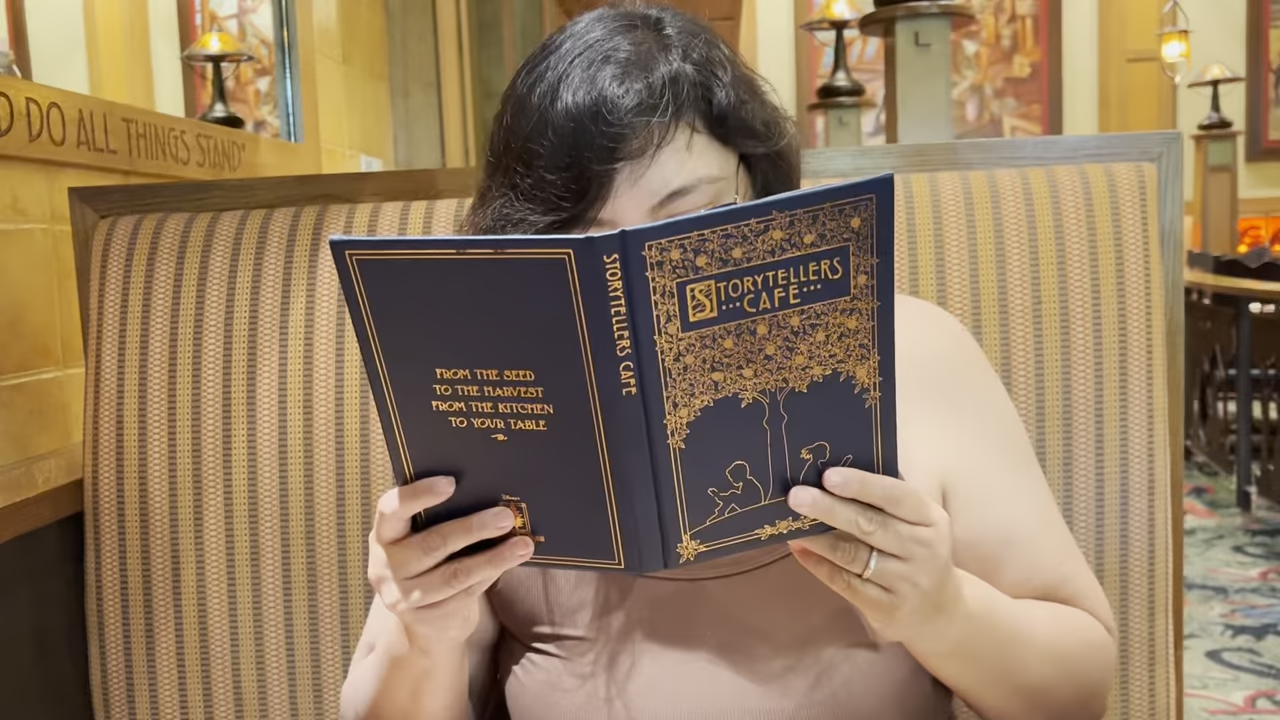 O DO ALL THINGS STAND"
STORYTELLERS
CAFE
STORYTELLERS CAFE
FROM THE SEED
TO THE HARVEST
FROM THE KITCHEN
TO YOUR TABLE
Disney's
L
L